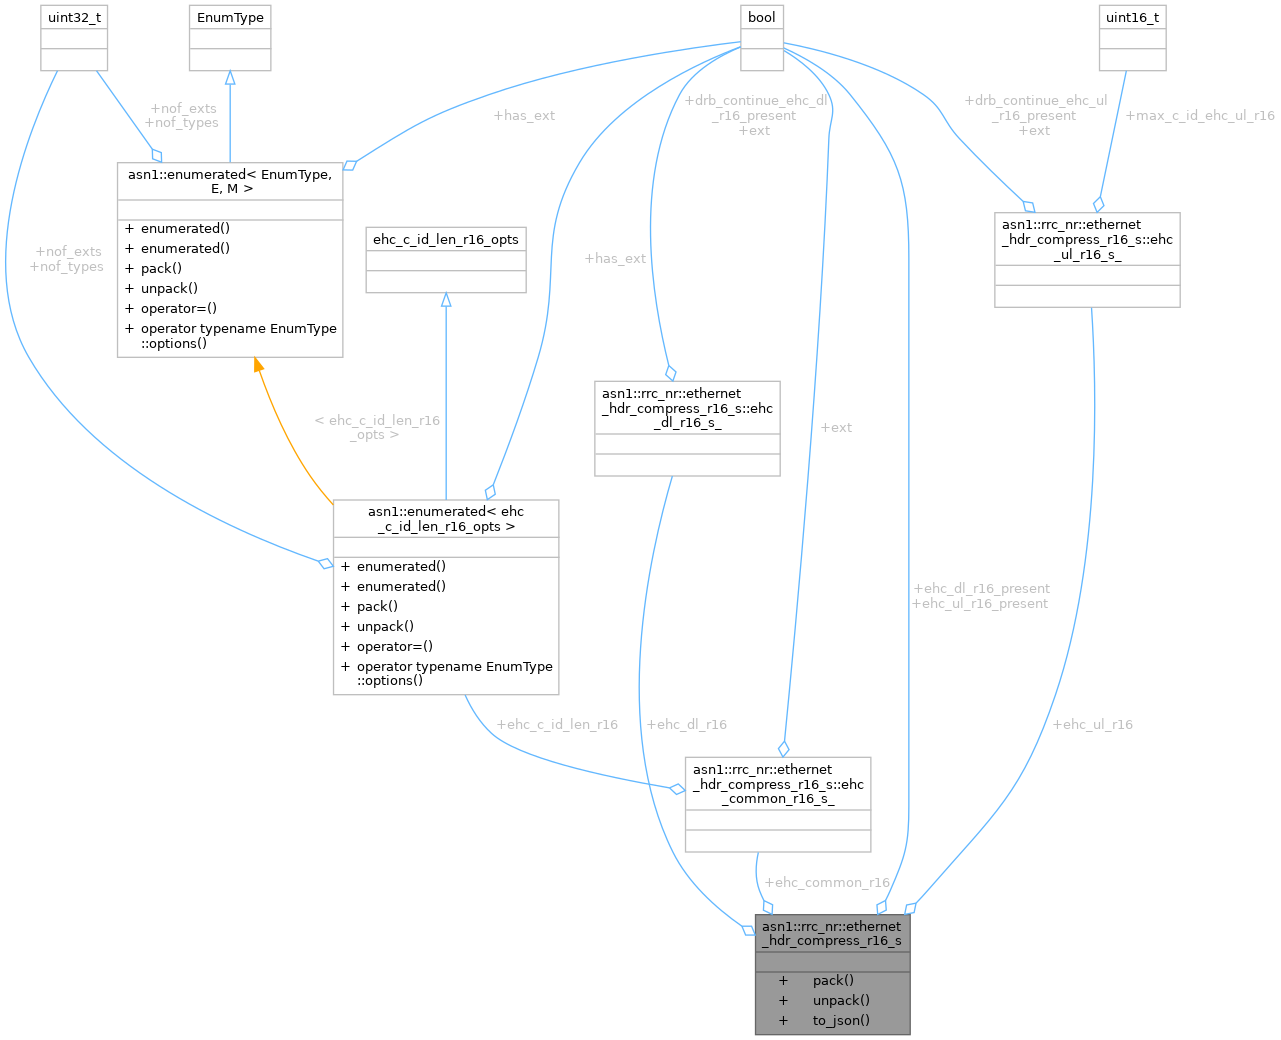 uint32_t
EnumType
bool
uint16_t
+nof_exts
+nof_types
+has_ext
+drb_continue_ehc_dl
_r16_present
+ext
+drb_continue_ehc_ul
_r16_present
+ext
+max_c_id_ehc_ul_r16
asn1::enumerated< EnumType,
E, M >
+ enumerated()
+ enumerated()
+ pack()
+ unpack()
+ operator=()
+ operator typename EnumType
::options()
ehc_c_id_len_r16_opts
asn1::rrc_nr::ethernet
_hdr_compress_r16_s::ehc
_ul_r16_s_
+nof_exts
+nof_types
+has_ext
asn1::rrc_nr::ethernet
_hdr_compress_r16_s::ehc
_dl_r16_s_
< ehc_c_id_len_r16
_opts >
+ext
asn1::enumerated< ehc
_c_id_len_r16_opts >
+ enumerated()
+ enumerated()
+ pack()
+ unpack()
+ operator=()
+ operator typename EnumType
::options()
+ehc_dl_r16_present
+ehc_ul_r16_present
+ehc_c_id_len_r16
+ehc_dl_r16
+ehc_ul_r16
asn1::rrc_nr::ethernet
_hdr_compress_r16_s::ehc
_common_r16_s_
+ehc_common_r16
asn1::rrc_nr::ethernet
_hdr_compress_r16_s
+ pack()
+ unpack()
+ to_json()